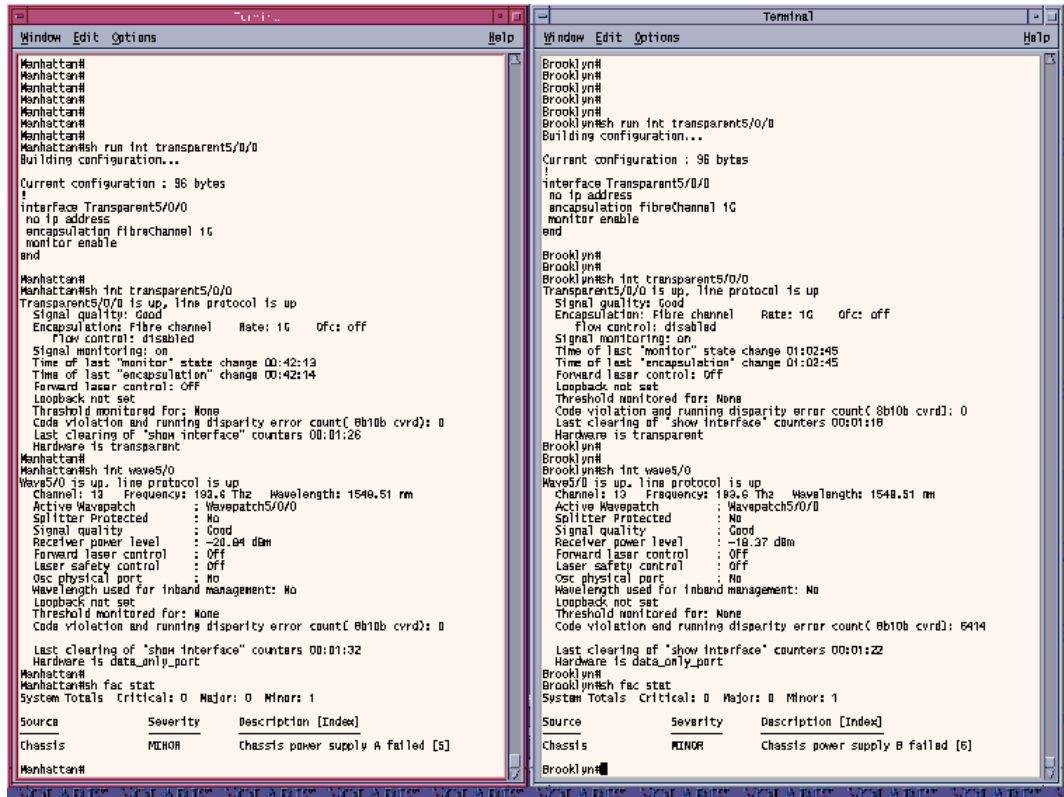 Terminal
Window Edit Options Help
Manhattan#
Manhattan#
Manhattan#
Manhattan#
Manhattan#
Manhattan#
Manhattan#
Manhattan#sh run int transparent5/0/0
Building configuration...
Current configuration : 96 bytes
!
interface Transparent5/0/0
no ip address
encapsulation fibreChannel 1G
monitor enable
end
Manhattan#
Manhattan#sh int transparent5/0/0
Transparent5/0/0 is up, line protocol is up
Signal quality: Good
Encapsulation: Fibre channel Rate: 1G Ofc: off
flow control: disabled
Signal monitoring: on
Time of last "monitor" state change 00:42:13
Time of last "encapsulation" change 00:42:14
Forward laser control: Off
Loopback not set
Threshold monitored for: None
Code violation and running disparity error count( 8b10b cvrd): 0
Last clearing of "show interface" counters 00:01:26
Hardware is transparent
Manhattan#
Manhattan#sh int wave5/0
Wave5/0 is up, line protocol is up
Channel: 13 Frequency: 193.6 Thz Wavelength: 1548.51 nm
Active Wavepatch : Wavepatch5/0/0
Splitter Protected : No
Signal quality : Good
Receiver power level : -20.84 dBm
Forward laser control : Off
Laser safety control : Off
Osc physical port : No
Wavelength used for inband management: No
Loopback not set
Threshold monitored for: None
Code violation and running disparity error count( 8b10b cvrd): 0
Last clearing of "show interface" counters 00:01:32
Hardware is data_only_port
Manhattan#
Manhattan#sh fac stat
System Totals Critical: 0 Major: 0 Minor: 1
Source Severity Description [Index]
Chassis MINOR Chassis power supply A failed [5]
Manhattan#
Terminal
Window Edit Options Help
Brooklyn#
Brooklyn#
Brooklyn#
Brooklyn#
Brooklyn#
Brooklyn#sh run int transparent5/0/0
Building configuration...
Current configuration : 96 bytes
!
interface Transparent5/0/0
no ip address
encapsulation fibreChannel 1G
monitor enable
end
Brooklyn#
Brooklyn#
Brooklyn#sh int transparent5/0/0
Transparent5/0/0 is up, line protocol is up
Signal quality: Good
Encapsulation: Fibre channel Rate: 1G Ofc: off
flow control: disabled
Signal monitoring: on
Time of last "monitor" state change 01:02:45
Time of last "encapsulation" change 01:02:45
Forward laser control: Off
Loopback not set
Threshold monitored for: None
Code violation and running disparity error count( 8b10b cvrd): 0
Last clearing of "show interface" counters 00:01:18
Hardware is transparent
Brooklyn#
Brooklyn#
Brooklyn#sh int wave5/0
Wave5/0 is up, line protocol is up
Channel: 13 Frequency: 193.6 Thz Wavelength: 1548.51 nm
Active Wavepatch : Wavepatch5/0/0
Splitter Protected : No
Signal quality : Good
Receiver power level : -18.37 dBm
Forward laser control : Off
Laser safety control : Off
Osc physical port : No
Wavelength used for inband management: No
Loopback not set
Threshold monitored for: None
Code violation and running disparity error count( 8b10b cvrd): 6414
Last clearing of "show interface" counters 00:01:22
Hardware is data_only_port
Brooklyn#
Brooklyn#sh fac stat
System Totals Critical: 0 Major: 0 Minor: 1
Source Severity Description [Index]
Chassis MINOR Chassis power supply B failed [6]
Brooklyn#